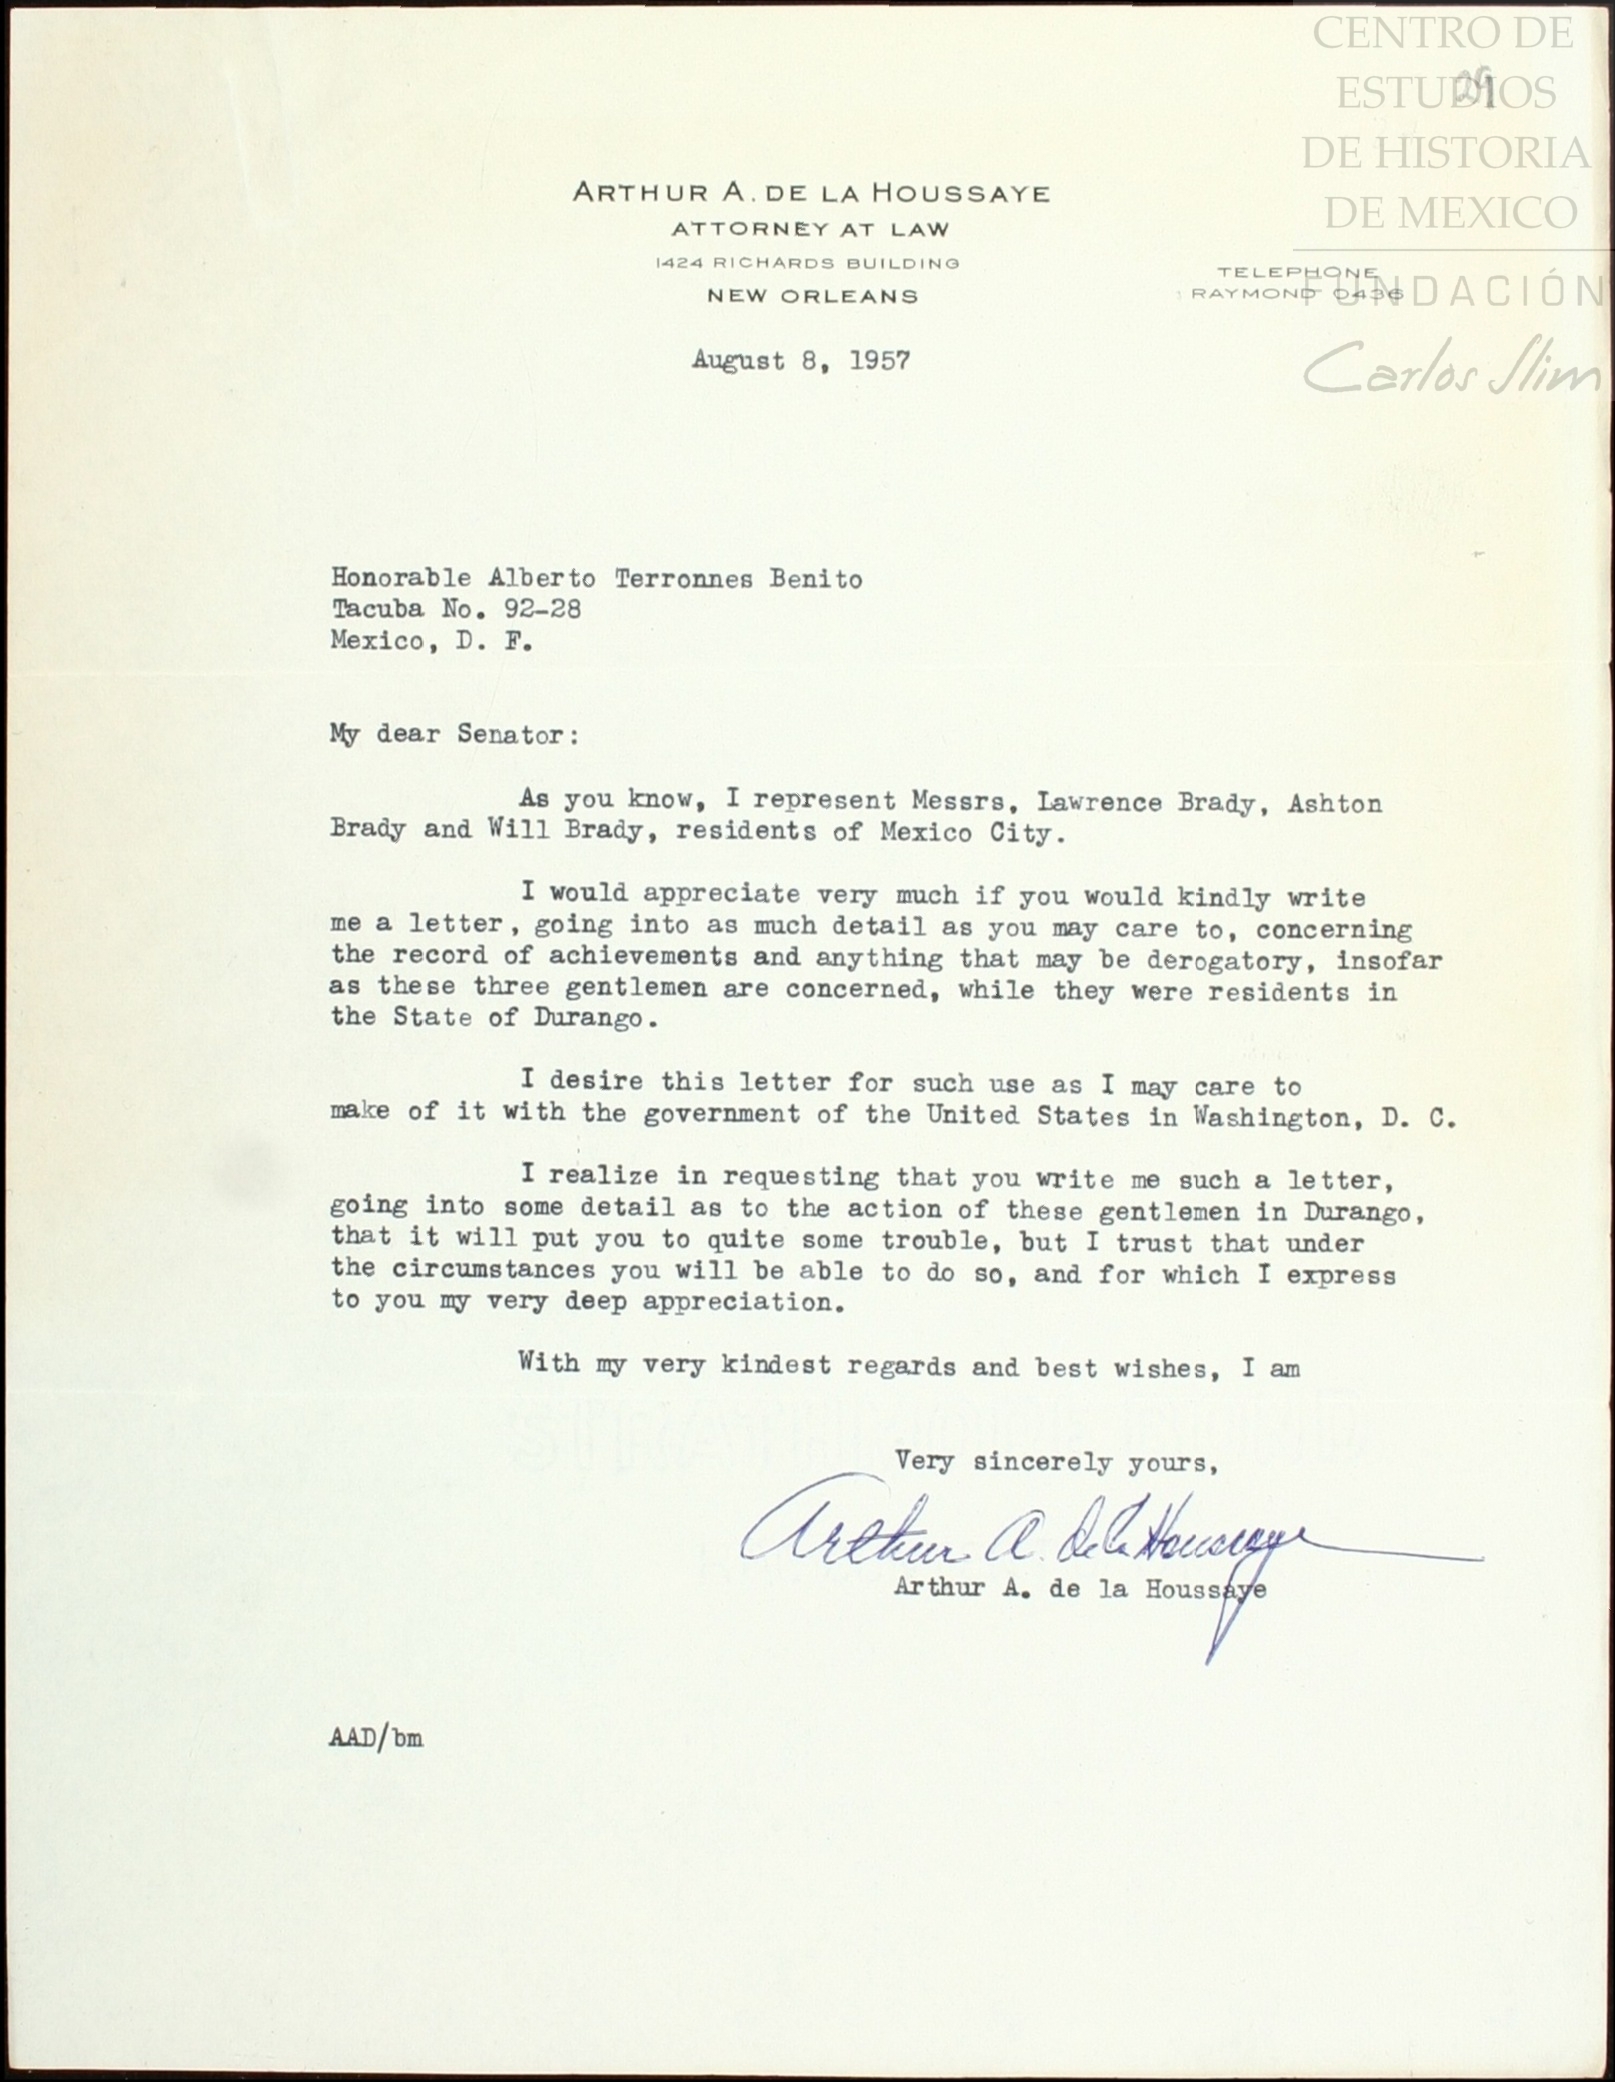 CENTRO DE
ESTUDIOS
DE HISTORIA
DE MEXICO
FUNDACIÓN
Carlos Slim
29
ARTHUR A. DE LA HOUSSAYE
ATTORNEY AT LAW
1424 RICHARDS BUILDING
NEW ORLEANS
TELEPHONE
RAYMOND 0436
August 8, 1957
Honorable Alberto Terronnes Benito
Tacuba No. 92-28
Mexico, D. F.
My dear Senator:
As you know, I represent Messrs, Lawrence Brady, Ashton
Brady and Will Brady, residents of Mexico City.
I would appreciate very much if you would kindly write
me a letter, going into as much detail as you may care to, concerning
the record of achievements and anything that may be derogatory, insofar
as these three gentlemen are concerned, while they were residents in
the State of Durango.
I desire this letter for such use as I may care to
make of it with the government of the United States in Washington, D. C.
I realize in requesting that you write me such a letter,
going into some detail as to the action of these gentlemen in Durango,
that it will put you to quite some trouble, but I trust that under
the circumstances you will be able to do so, and for which I express
to you my very deep appreciation.
With my very kindest regards and best wishes, I am
Very sincerely yours,
Arthur A. de la Houssaye
Arthur A. de la Houssaye
AAD/bm